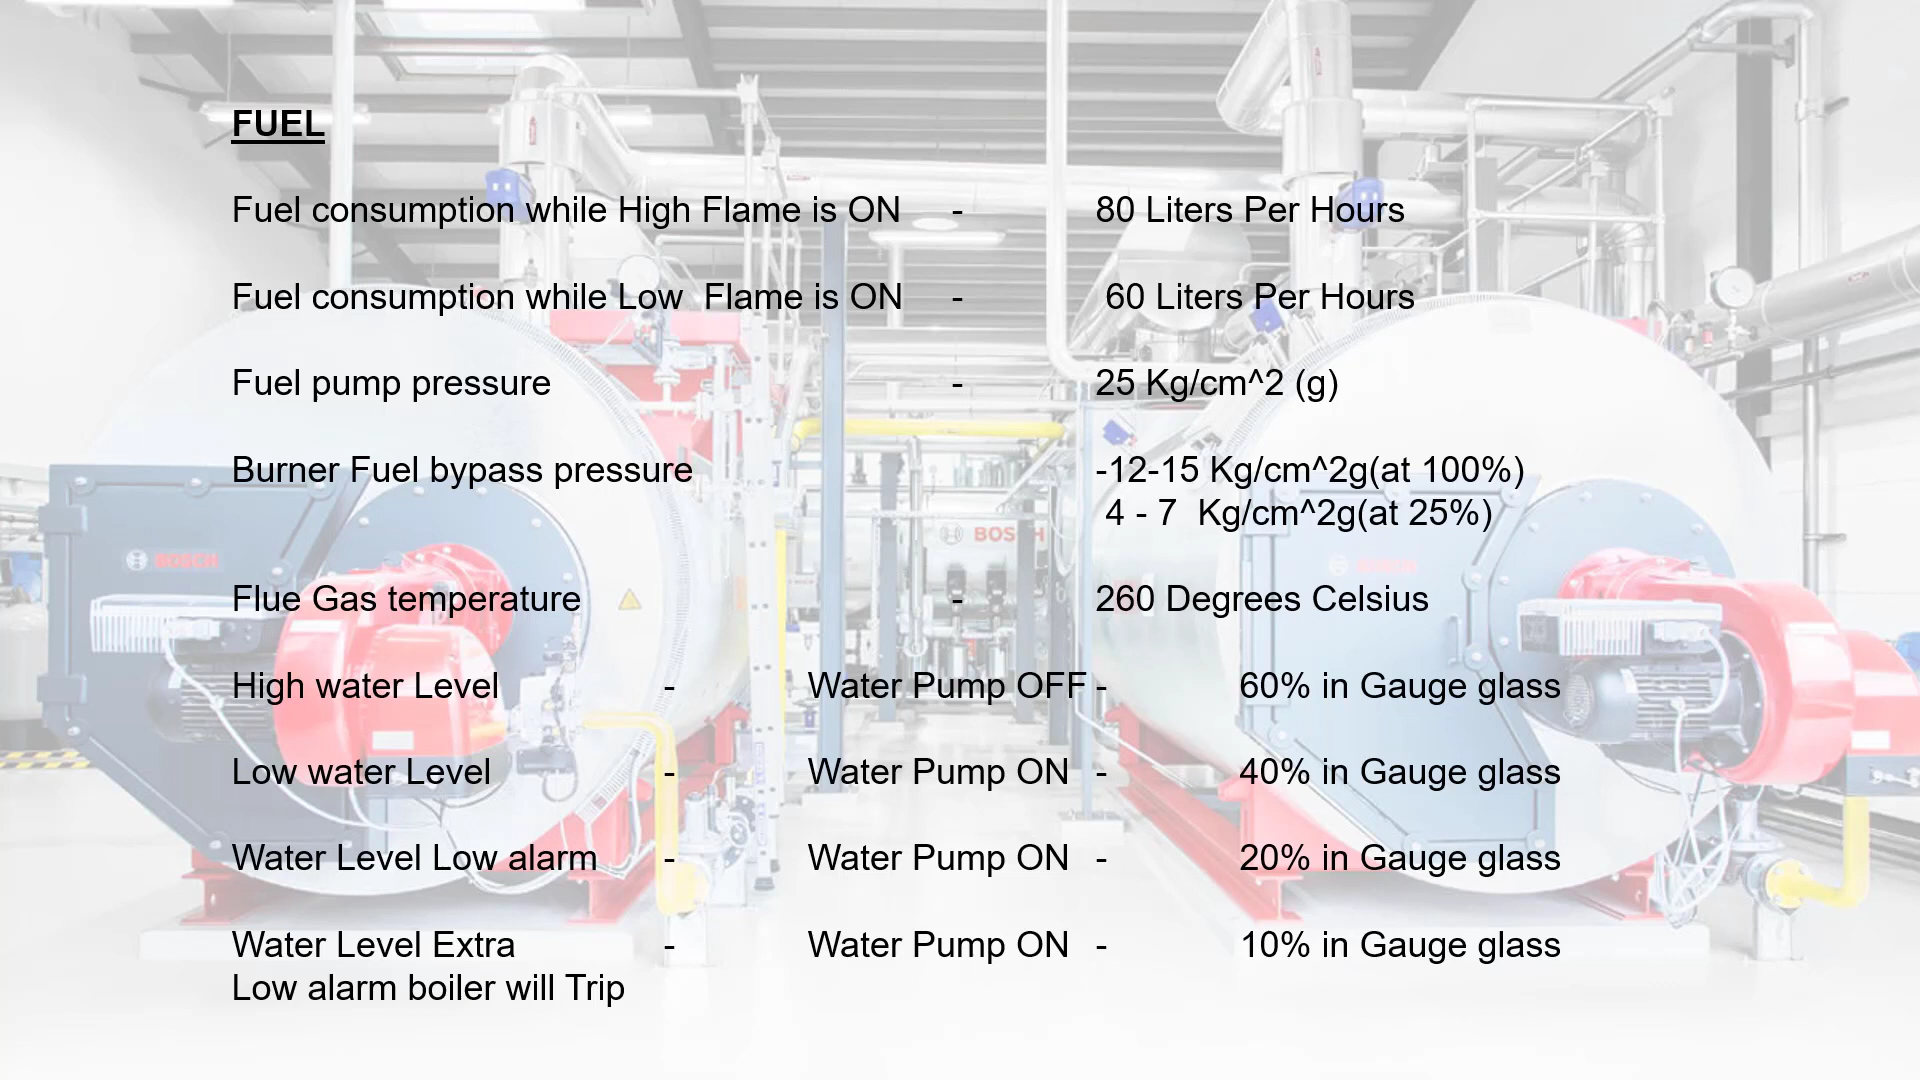 FUEL
Fuel consumption while High Flame is ON - 80 Liters Per Hours
Fuel consumption while Low Flame is ON - 60 Liters Per Hours
Fuel pump pressure - 25 Kg/cm^2 (g)
Burner Fuel bypass pressure -12-15 Kg/cm^2g(at 100%)
4 - 7 Kg/cm^2g(at 25%)
BOSCH
BOSCH
BOSCH
Flue Gas temperature - 260 Degrees Celsius
High water Level - Water Pump OFF - 60% in Gauge glass
Low water Level - Water Pump ON - 40% in Gauge glass
Water Level Low alarm - Water Pump ON - 20% in Gauge glass
Water Level Extra - Water Pump ON - 10% in Gauge glass
Low alarm boiler will Trip